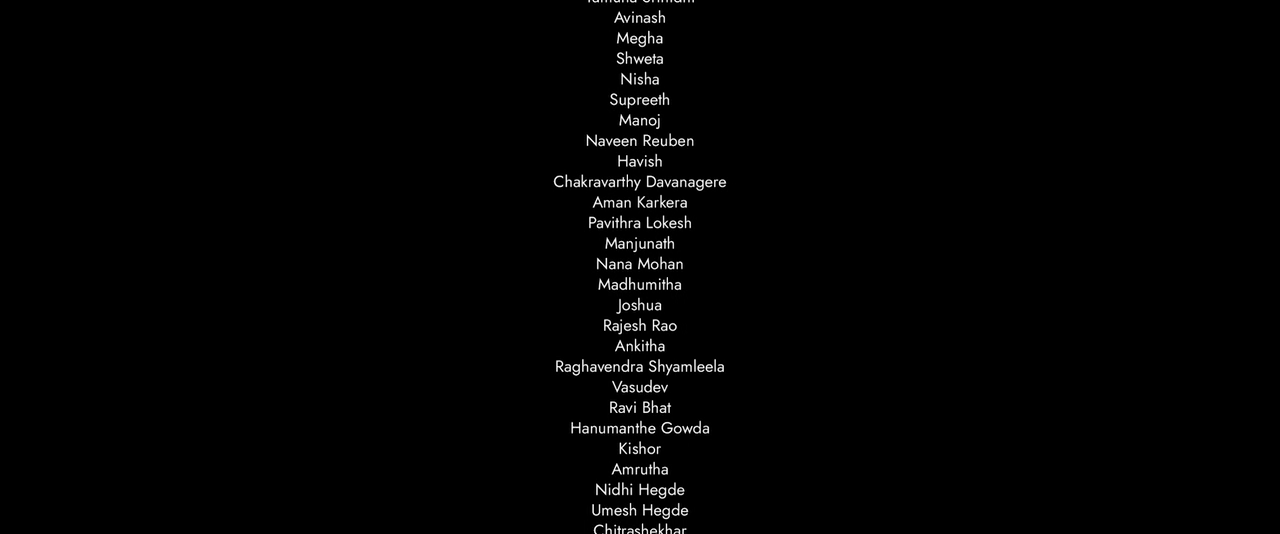 Avinash
Megha
Shweta
Nisha
Supreeth
Manoj
Naveen Reuben
Havish
Chakravarthy Davanagere
Aman Karkera
Pavithra Lokesh
Manjunath
Nana Mohan
Madhumitha
Joshua
Rajesh Rao
Ankitha
Raghavendra Shyamleela
Vasudev
Ravi Bhat
Hanumanthe Gowda
Kishor
Amrutha
Nidhi Hegde
Umesh Hegde
Chitrashekhar